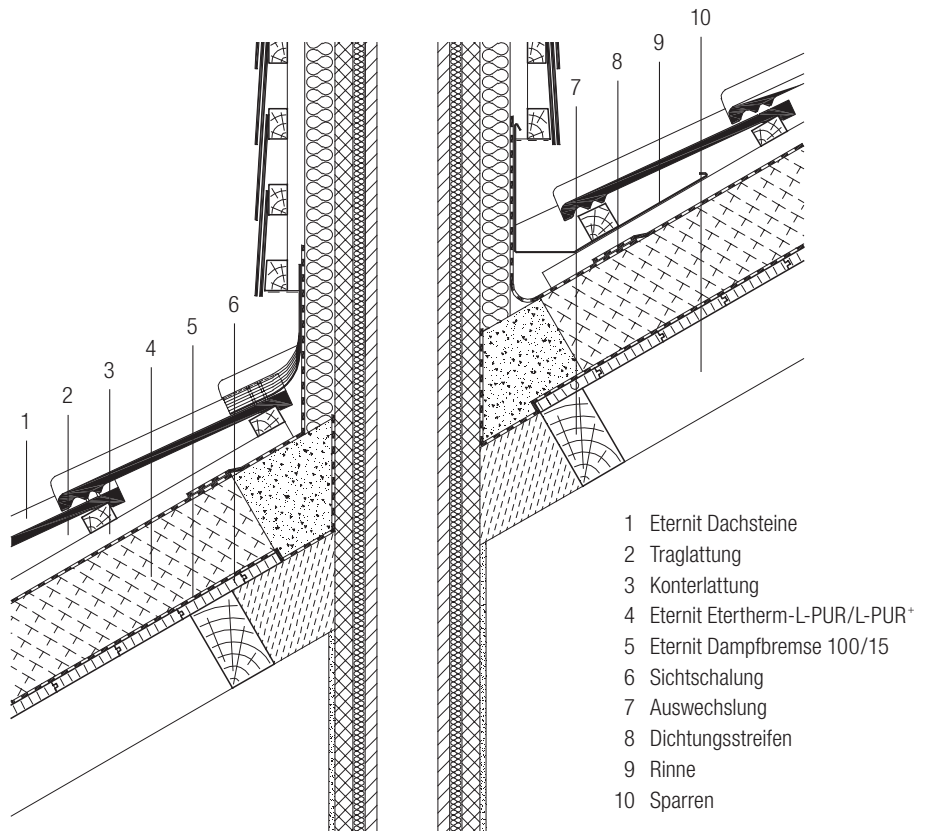 10
9
8
7
6
5
4
3
2
1
1 Eternit Dachsteine
2 Traglattung
3 Konterlattung
4 Eternit Etertherm-L-PUR/L-PUR⁺
5 Eternit Dampfbremse 100/15
6 Sichtschalung
7 Auswechslung
8 Dichtungsstreifen
9 Rinne
10 Sparren